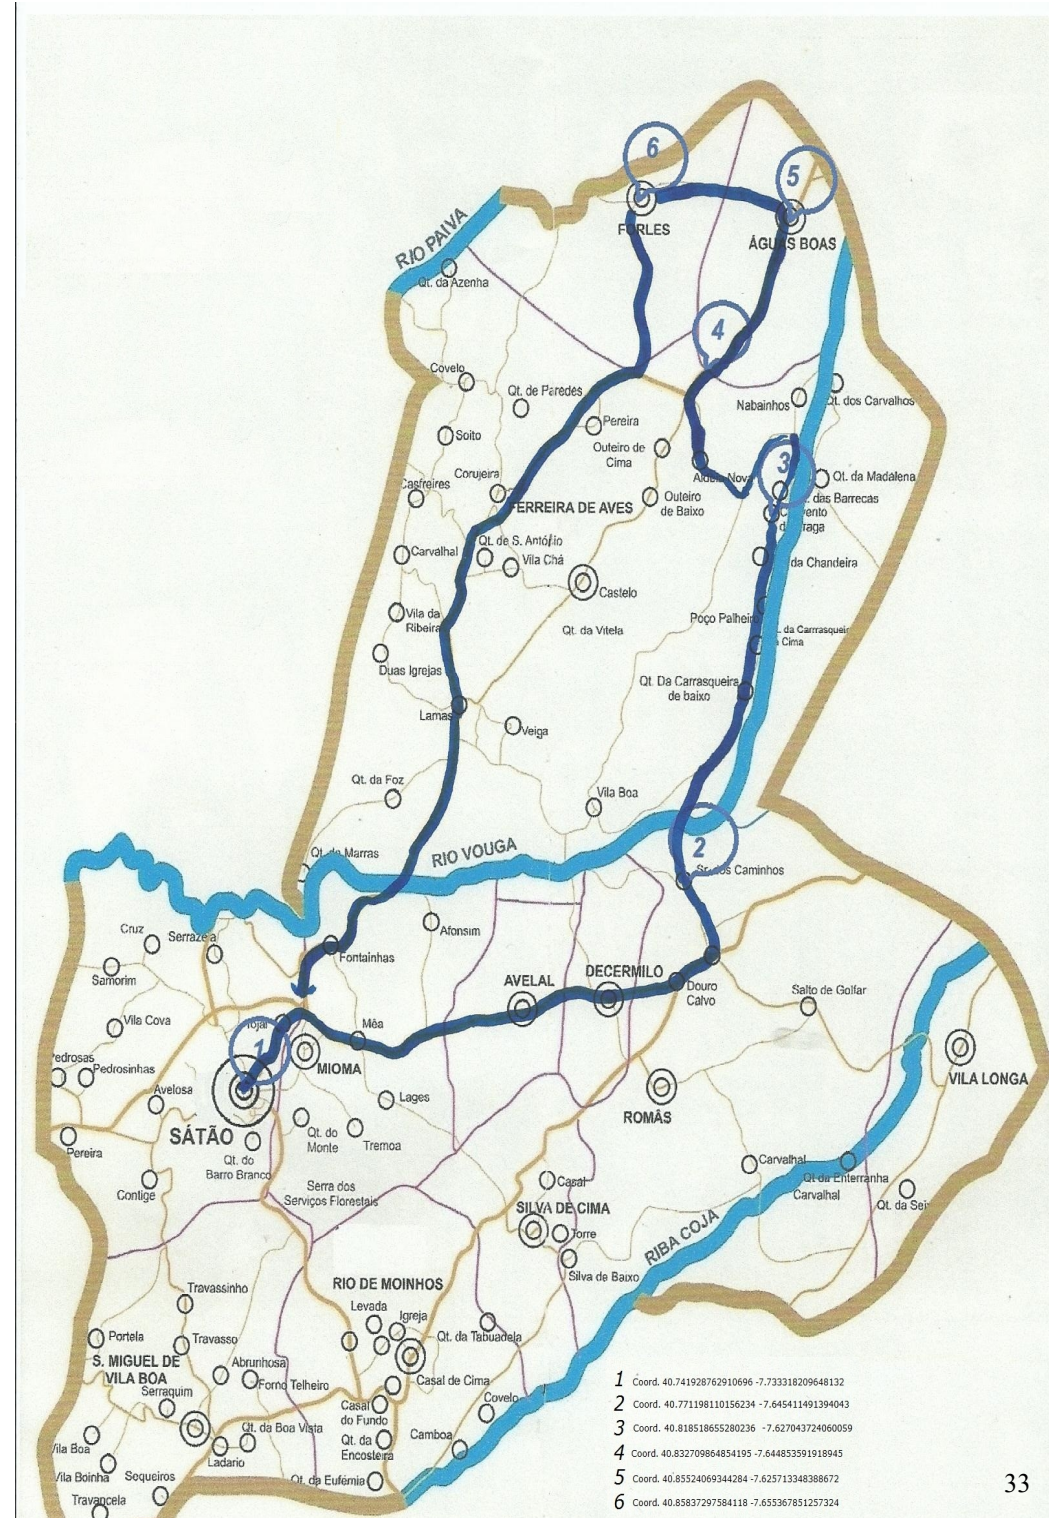 6
5
FORLES
ÁGUAS BOAS
RIO PAIVA
Qt. da Azenha
4
Covelo
Qt. de Paredes
Nabainhos
Qt. dos Carvalhos
Pereira
Soito
Outeiro de
Cima
3
Corujeira
Aldeia Nova
Qt. da Madalena
Casfreires
FERREIRA DE AVES
Outeiro
de Baixo
das Barrecas
Qt. de S. António
Carvalhal
Vila Chá
da Chandeira
Castelo
Vila da
Ribeira
Poço Palheir
Qt. da Vitela
. da Carrrasqueir
Cima
Duas Igrejas
Qt. Da Carrasqueira
de baixo
Lamas
Veiga
Qt. da Foz
Vila Boa
RIO VOUGA
2
Qt. de Marras
Sr. dos Caminhos
Cruz
Serrazela
Afonsim
Fontainhas
Samorim
AVELAL
DECERMILO
Douro
Calvo
Salto de Golfar
Vila Cova
Tojal
Mêa
1
MIOMA
Pedrosas
Pedrosinhas
VILA LONGA
Avelosa
Lages
ROMÃS
SÁTÃO
Qt. do
Monte
Tremoa
Pereira
Qt. do
Barro Branco
Carvalhal
Qt da Enterranha
Carvalhal
Contige
Serra dos
Serviços Florestais
Casal
Qt. da Sei
SILVA DE CIMA
Torre
RIBA COJA
Silva de Baixo
Travassinho
RIO DE MOINHOS
Levada
Igreja
Portela
Travasso
Qt. da Tabuadela
S. MIGUEL DE
VILA BOA
Abrunhosa
Forno Telheiro
Casal de Cima
Serraquim
Casal
do Fundo
Covelo
Qt. da Boa Vista
Camboa
Vila Boa
Ladario
Qt. da
Encosteira
Vila Boinha
Sequeiros
Qt. da Eufémia
Travancela
1 Coord. 40.741928762910696 -7.733318209648132
2 Coord. 40.771198110156234 -7.645411491394043
3 Coord. 40.818518655280236 -7.627043724060059
4 Coord. 40.832709864854195 -7.644853591918945
5 Coord. 40.85524069344284 -7.625713348388672
6 Coord. 40.85837297584118 -7.655367851257324
33